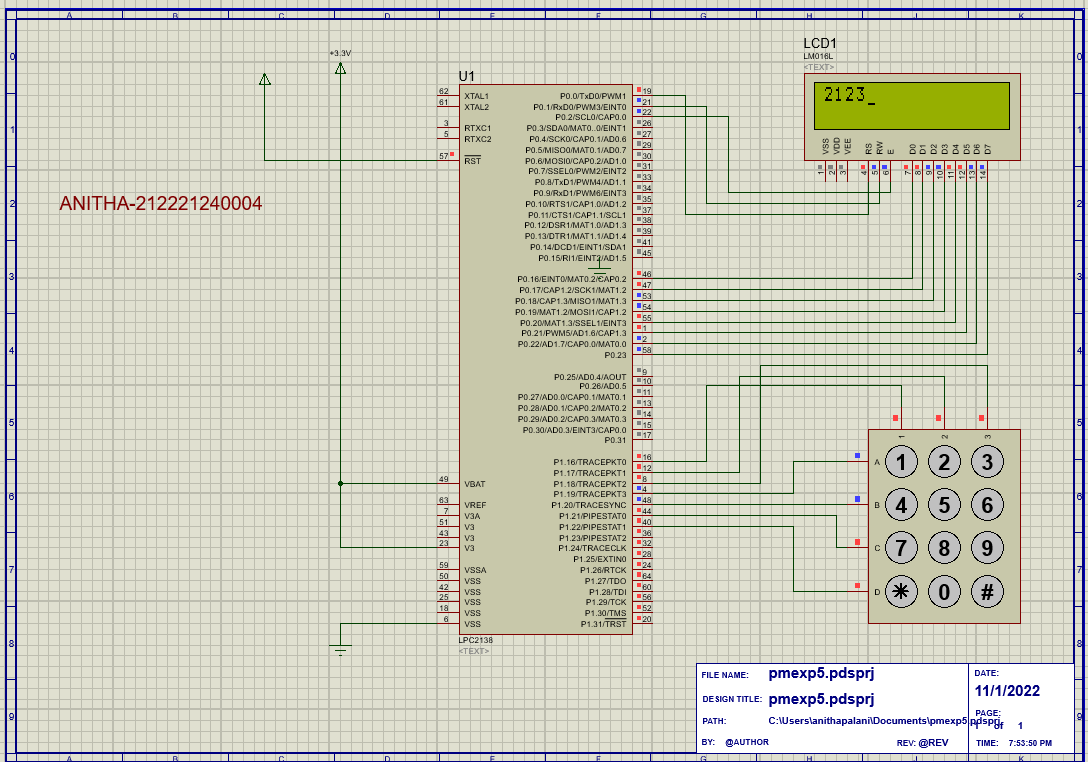 A B C D E F G H J K
0 0
1 1
2 2
3 3
4 4
5 5
6 6
7 7
8 8
9 9
+3.3V
ANITHA-212221240004
U1
62 XTAL1
61 XTAL2
3 RTXC1
5 RTXC2
57 RST
49 VBAT
63 VREF
7 V3A
51 V3
43 V3
23 V3
59 VSSA
50 VSS
42 VSS
25 VSS
18 VSS
6 VSS
P0.0/TxD0/PWM1 19
P0.1/RxD0/PWM3/EINT0 21
P0.2/SCL0/CAP0.0 22
P0.3/SDA0/MAT0..0/EINT1 26
P0.4/SCK0/CAP0.1/AD0.6 27
P0.5/MISO0/MAT0.1/AD0.7 29
P0.6/MOSI0/CAP0.2/AD1.0 30
P0.7/SSEL0/PWM2/EINT2 31
P0.8/TxD1/PWM4/AD1.1 33
P0.9/RxD1/PWM6/EINT3 34
P0.10/RTS1/CAP1.0/AD1.2 35
P0.11/CTS1/CAP1.1/SCL1 37
P0.12/DSR1/MAT1.0/AD1.3 38
P0.13/DTR1/MAT1.1/AD1.4 39
P0.14/DCD1/EINT1/SDA1 41
P0.15/RI1/EINT2/AD1.5 45
P0.16/EINT0/MAT0.2/CAP0.2 46
P0.17/CAP1.2/SCK1/MAT1.2 47
P0.18/CAP1.3/MISO1/MAT1.3 53
P0.19/MAT1.2/MOSI1/CAP1.2 54
P0.20/MAT1.3/SSEL1/EINT3 55
P0.21/PWM5/AD1.6/CAP1.3 1
P0.22/AD1.7/CAP0.0/MAT0.0 2
P0.23 58
P0.25/AD0.4/AOUT 9
P0.26/AD0.5 10
P0.27/AD0.0/CAP0.1/MAT0.1 11
P0.28/AD0.1/CAP0.2/MAT0.2 13
P0.29/AD0.2/CAP0.3/MAT0.3 14
P0.30/AD0.3/EINT3/CAP0.0 15
P0.31 17
P1.16/TRACEPKT0 16
P1.17/TRACEPKT1 12
P1.18/TRACEPKT2 8
P1.19/TRACEPKT3 4
P1.20/TRACESYNC 48
P1.21/PIPESTAT0 44
P1.22/PIPESTAT1 40
P1.23/PIPESTAT2 36
P1.24/TRACECLK 32
P1.25/EXTIN0 28
P1.26/RTCK 24
P1.27/TDO 64
P1.28/TDI 60
P1.29/TCK 56
P1.30/TMS 52
P1.31/TRST 20
LPC2138
<TEXT>
LCD1
LM016L
<TEXT>
2123_
VSS VDD VEE RS RW E D0 D1 D2 D3 D4 D5 D6 D7
1 2 3 4 5 6 7 8 9 10 11 12 13 14
1 2 3
A 1 2 3
B 4 5 6
C 7 8 9
D * 0 #
FILE NAME: pmexp5.pdsprj
DESIGN TITLE: pmexp5.pdsprj
PATH: C:\Users\anithapalani\Documents\pmexp5.pdsprj
BY: @AUTHOR REV: @REV
DATE:
11/1/2022
PAGE:
1 of 1
TIME: 7:53:50 PM
A B C D E F G H J K